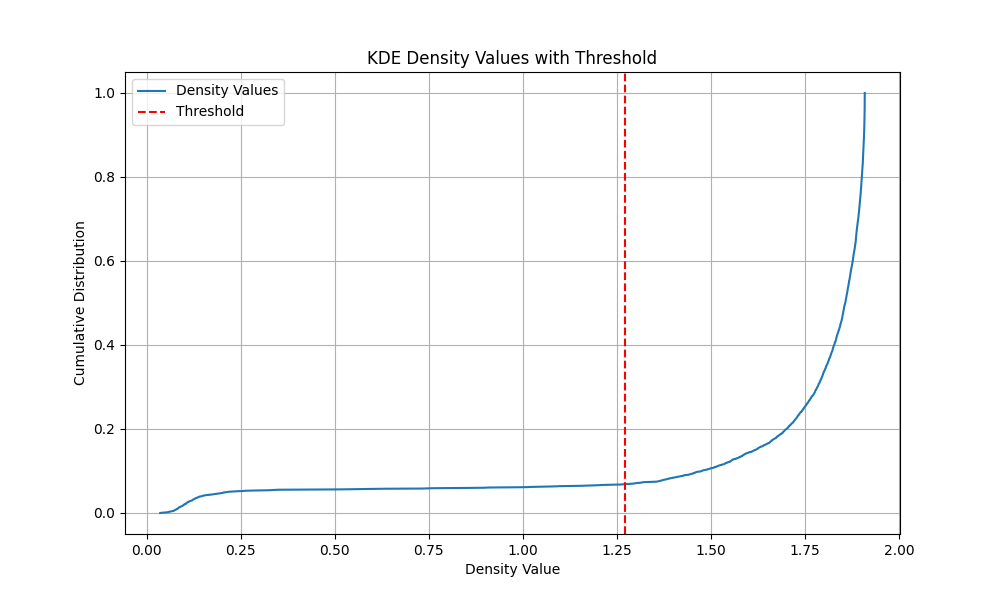 KDE Density Values with Threshold
Density Values
Threshold
Cumulative Distribution
1.0
0.8
0.6
0.4
0.2
0.0
0.00 0.25 0.50 0.75 1.00 1.25 1.50 1.75 2.00
Density Value